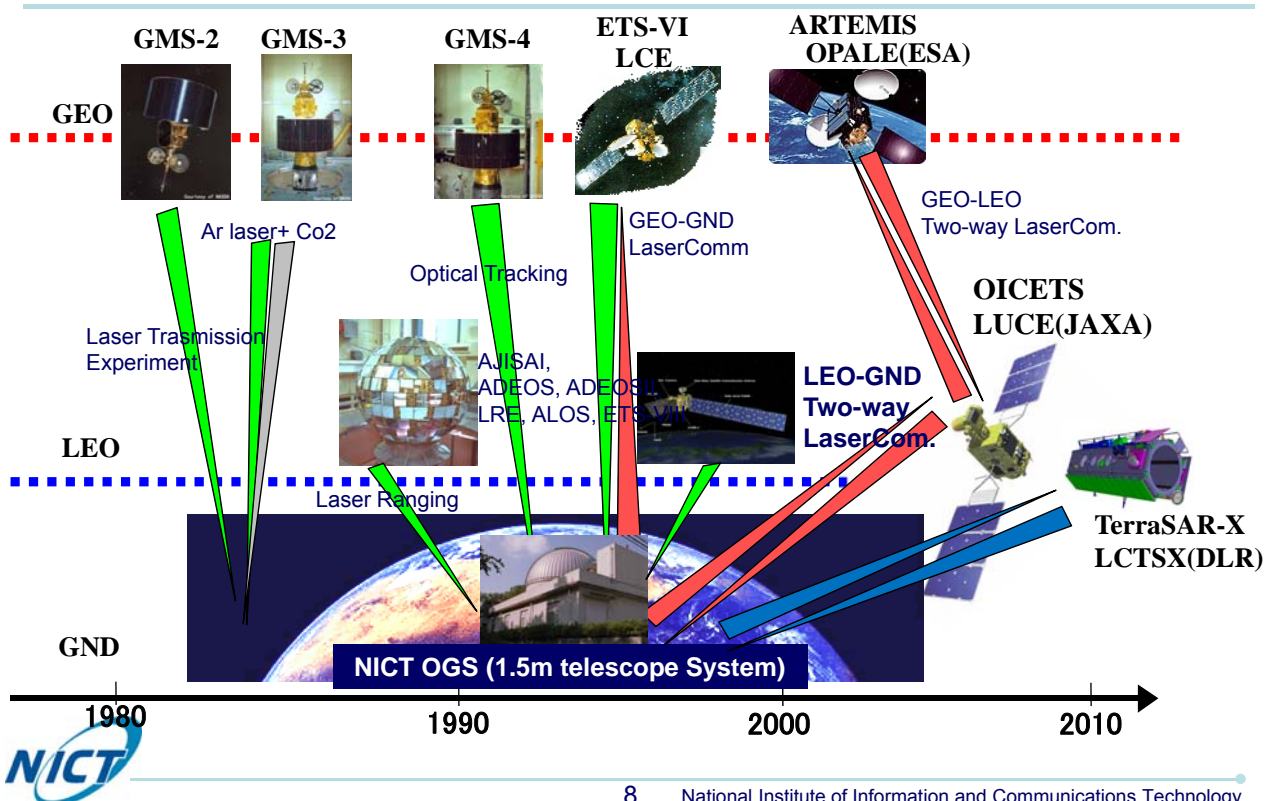 GMS-2
GMS-3
GMS-4
ETS-VI
LCE
ARTEMIS
OPALE(ESA)
GEO
Ar laser+ Co2
Optical Tracking
GEO-GND
LaserComm
GEO-LEO
Two-way LaserCom.
Laser Trasmission
Experiment
AJISAI,
ADEOS, ADEOSII,
LRE, ALOS, ETS-VIII
LEO-GND
Two-way
LaserCom.
OICETS
LUCE(JAXA)
LEO
Laser Ranging
TerraSAR-X
LCTSX(DLR)
GND
NICT OGS (1.5m telescope System)
1980
1990
2000
2010
NICT
8
National Institute of Information and Communications Technology